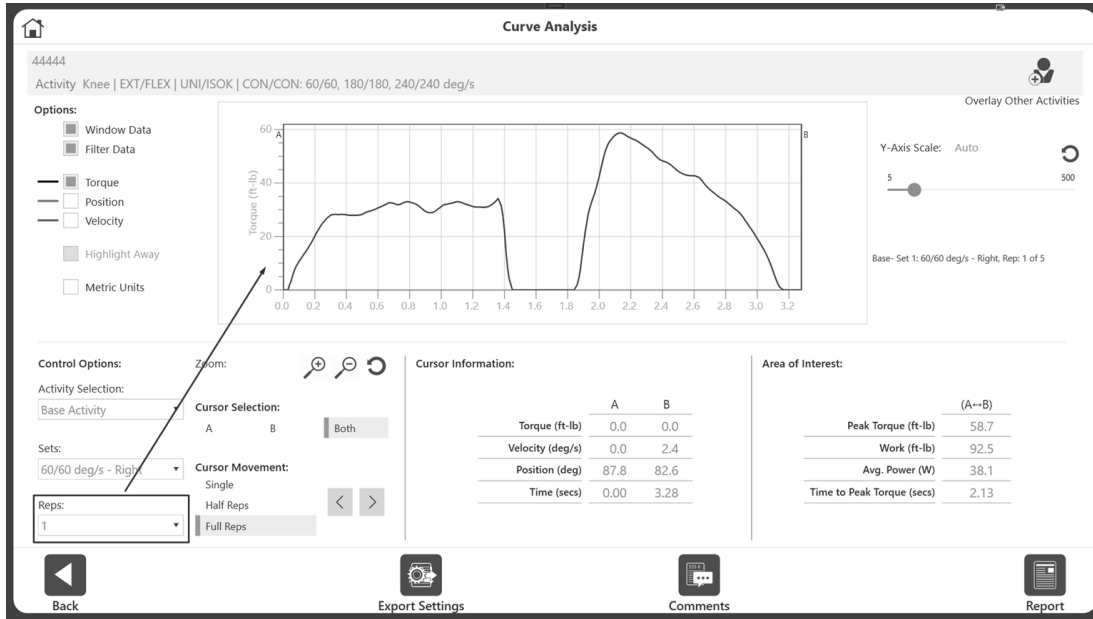 Curve Analysis
44444
Activity Knee | EXT/FLEX | UNI/ISOK | CON/CON: 60/60, 180/180, 240/240 deg/s
Overlay Other Activities
Options:
Window Data
Filter Data
Torque
Position
Velocity
Highlight Away
Metric Units
Torque (ft-lb)
60
40
20
0
A
B
0.0 0.2 0.4 0.6 0.8 1.0 1.2 1.4 1.6 1.8 2.0 2.2 2.4 2.6 2.8 3.0 3.2
Y-Axis Scale: Auto
5 500
Base- Set 1: 60/60 deg/s - Right, Rep: 1 of 5
Control Options:
Activity Selection:
Base Activity
Sets:
60/60 deg/s - Right
Reps:
1
Zoom:
Cursor Selection:
A B Both
Cursor Movement:
Single
Half Reps
Full Reps
Cursor Information:
A B
Torque (ft-lb) 0.0 0.0
Velocity (deg/s) 0.0 2.4
Position (deg) 87.8 82.6
Time (secs) 0.00 3.28
Area of Interest:
(A↔B)
Peak Torque (ft-lb) 58.7
Work (ft-lb) 92.5
Avg. Power (W) 38.1
Time to Peak Torque (secs) 2.13
Back
Export Settings
Comments
Report